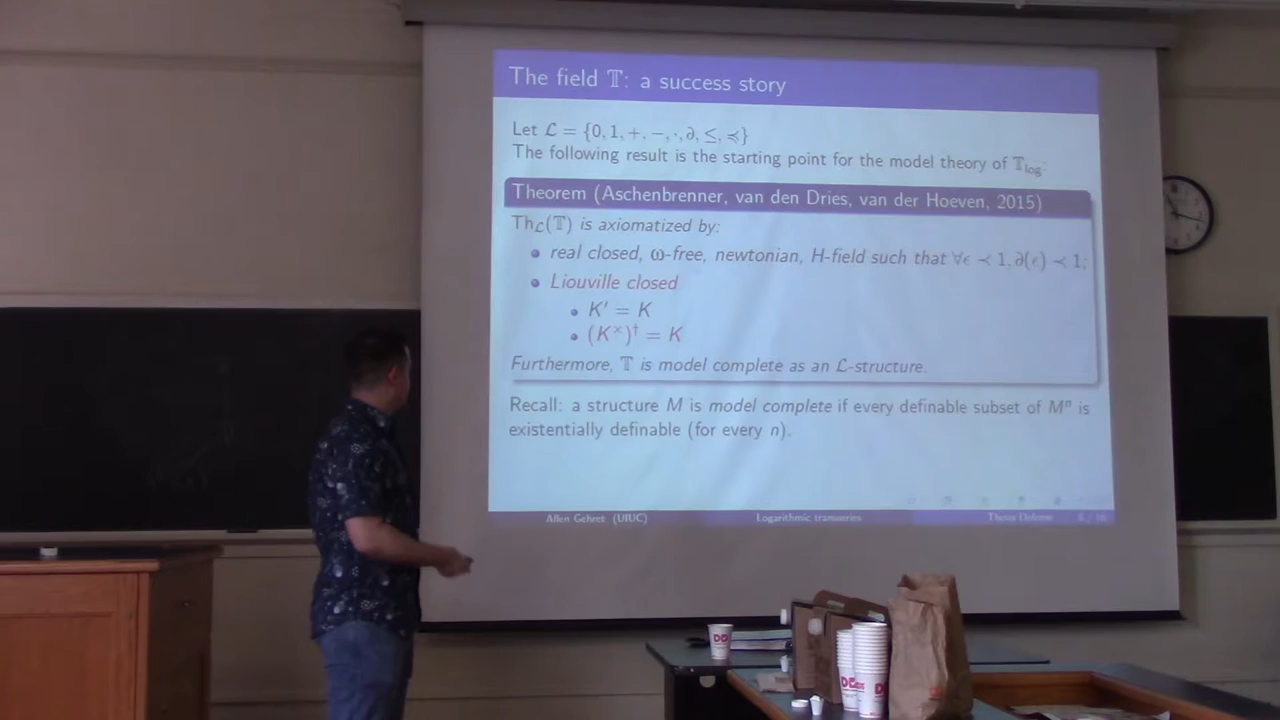 The field 𝕋: a success story
Let ℒ = {0, 1, +, −, ·, ∂, ≤, ≼}
The following result is the starting point for the model theory of 𝕋log:
Theorem (Aschenbrenner, van den Dries, van der Hoeven, 2015)
Thℒ(𝕋) is axiomatized by:
real closed, ω-free, newtonian, H-field such that ∀ϵ ≺ 1, ∂(ϵ) ≺ 1;
Liouville closed
K′ = K
(K×)† = K
Furthermore, 𝕋 is model complete as an ℒ-structure.
Recall: a structure M is model complete if every definable subset of Mⁿ is
existentially definable (for every n).
Allen Gehret (UIUC) Logarithmic transseries Thesis Defense
DD
DD